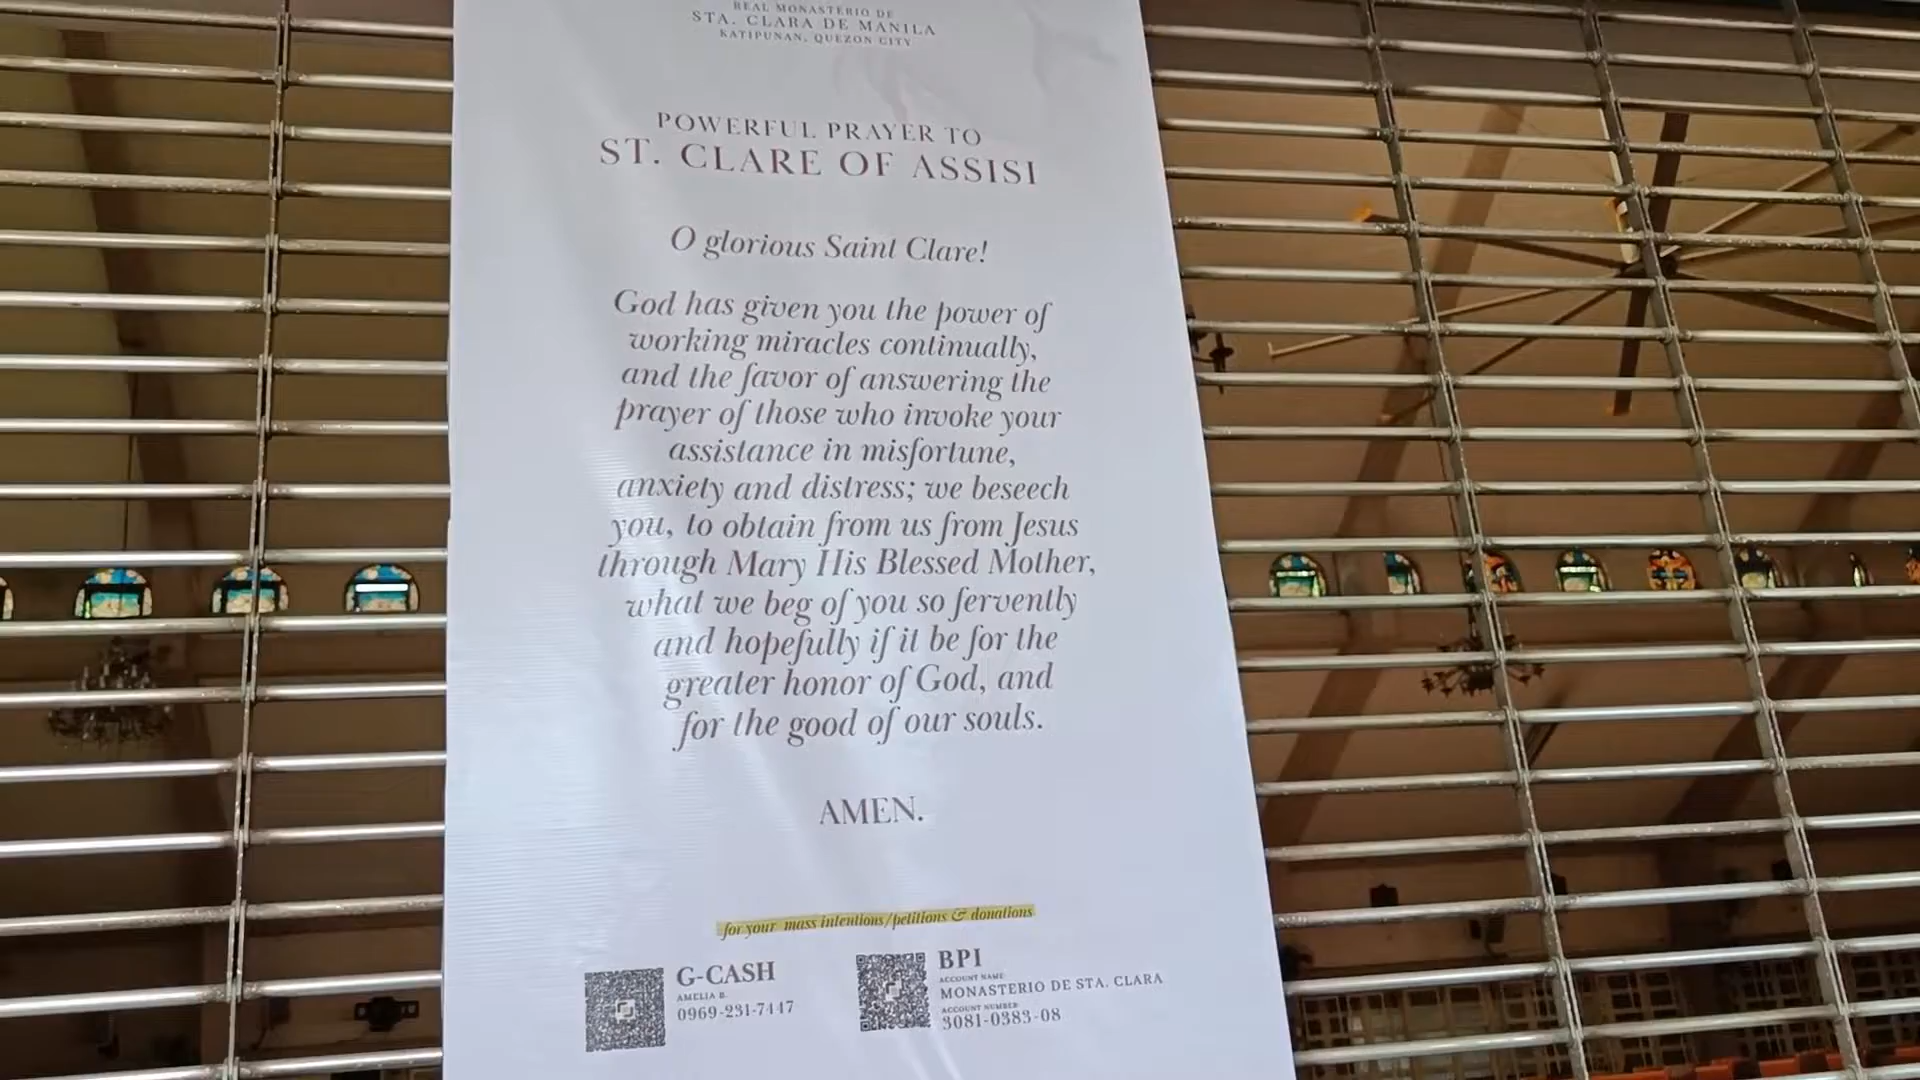 REAL MONASTERIO DE
STA. CLARA DE MANILA
KATIPUNAN, QUEZON CITY
POWERFUL PRAYER TO
ST. CLARE OF ASSISI
O glorious Saint Clare!
God has given you the power of
working miracles continually,
and the favor of answering the
prayer of those who invoke your
assistance in misfortune,
anxiety and distress; we beseech
you, to obtain from us from Jesus
through Mary His Blessed Mother,
what we beg of you so fervently
and hopefully if it be for the
greater honor of God, and
for the good of our souls.
AMEN.
for your mass intentions/petitions & donations
G-CASH
AMELIA B.
0969-231-7447
BPI
ACCOUNT NAME
MONASTERIO DE STA. CLARA
ACCOUNT NUMBER
3081-0383-08